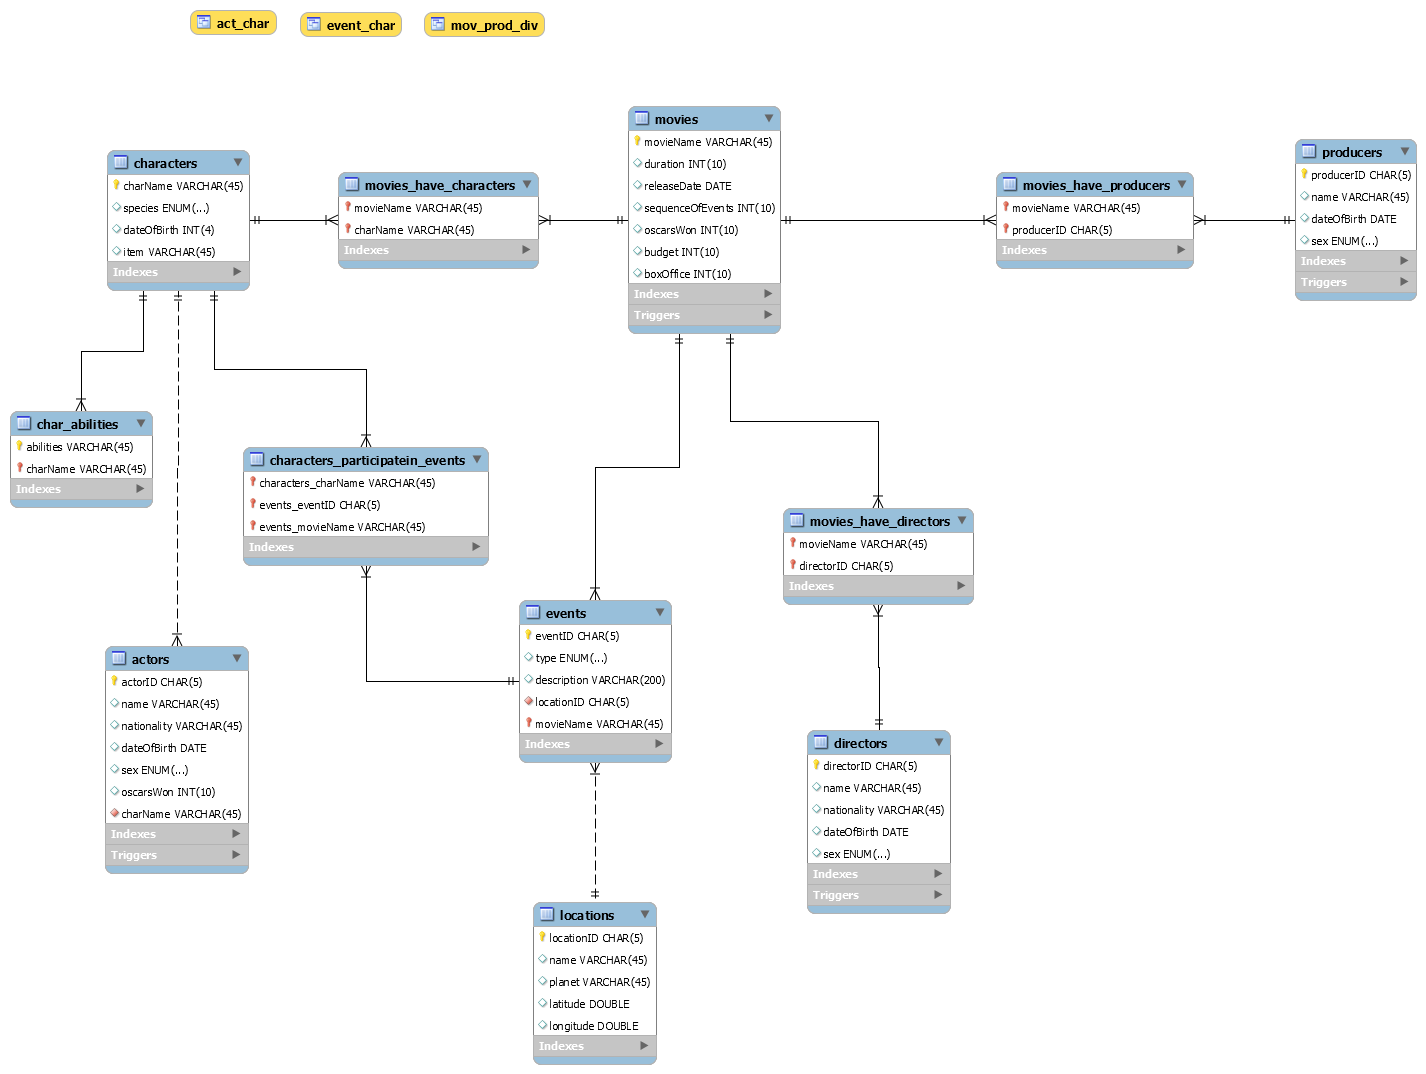 act_char
event_char
mov_prod_div
movies
movieName VARCHAR(45)
duration INT(10)
releaseDate DATE
sequenceOfEvents INT(10)
oscarsWon INT(10)
budget INT(10)
boxOffice INT(10)
Indexes
Triggers
characters
charName VARCHAR(45)
species ENUM(...)
dateOfBirth INT(4)
item VARCHAR(45)
Indexes
movies_have_characters
movieName VARCHAR(45)
charName VARCHAR(45)
Indexes
movies_have_producers
movieName VARCHAR(45)
producerID CHAR(5)
Indexes
producers
producerID CHAR(5)
name VARCHAR(45)
dateOfBirth DATE
sex ENUM(...)
Indexes
Triggers
char_abilities
abilities VARCHAR(45)
charName VARCHAR(45)
Indexes
characters_participatein_events
characters_charName VARCHAR(45)
events_eventID CHAR(5)
events_movieName VARCHAR(45)
Indexes
movies_have_directors
movieName VARCHAR(45)
directorID CHAR(5)
Indexes
events
eventID CHAR(5)
type ENUM(...)
description VARCHAR(200)
locationID CHAR(5)
movieName VARCHAR(45)
Indexes
actors
actorID CHAR(5)
name VARCHAR(45)
nationality VARCHAR(45)
dateOfBirth DATE
sex ENUM(...)
oscarsWon INT(10)
charName VARCHAR(45)
Indexes
Triggers
directors
directorID CHAR(5)
name VARCHAR(45)
nationality VARCHAR(45)
dateOfBirth DATE
sex ENUM(...)
Indexes
Triggers
locations
locationID CHAR(5)
name VARCHAR(45)
planet VARCHAR(45)
latitude DOUBLE
longitude DOUBLE
Indexes